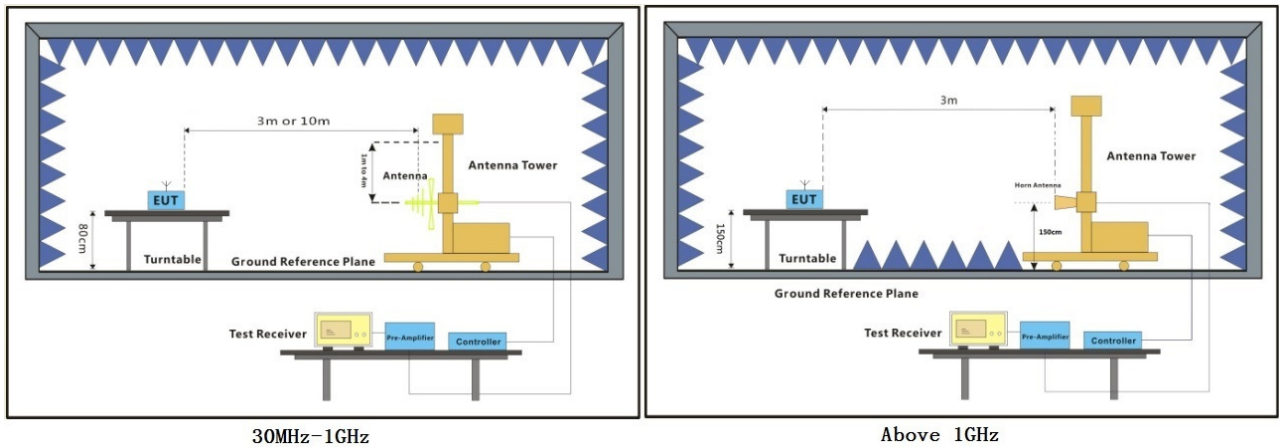 3m or 10m
1m to 4m
Antenna
Antenna Tower
EUT
80cm
Turntable
Ground Reference Plane
Test Receiver
Pre-Amplifier
Controller
30MHz-1GHz
3m
Antenna Tower
Horn Antenna
EUT
150cm
150cm
Turntable
Ground Reference Plane
Test Receiver
Pre-Amplifier
Controller
Above 1GHz